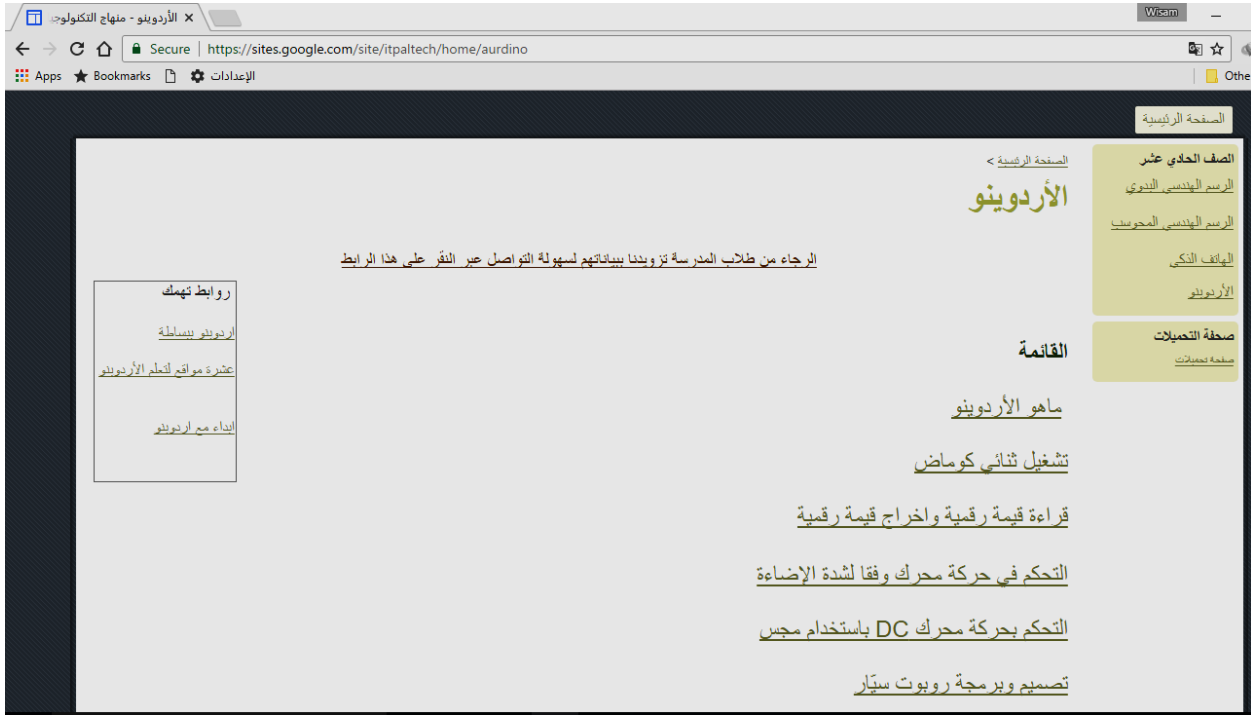 الأردوينو - منهاج التكنولوج
Wisam
Secure | https://sites.google.com/site/itpaltech/home/aurdino
Apps Bookmarks الإعدادات Othe
الصفحة الرئيسية
الصف الحادي عشر
الرسم الهندسي اليدوي
الرسم الهندسي المحوسب
الهاتف الذكي
الأردوينو
صحفة التحميلات
صفحة تحميلات
الصفحة الرئيسية >
الأردوينو
الرجاء من طلاب المدرسة تزويدنا ببياناتهم لسهولة التواصل عبر النقر على هذا الرابط
القائمة
ماهو الأردوينو
تشغيل ثنائي كوماض
قراءة قيمة رقمية واخراج قيمة رقمية
التحكم في حركة محرك وفقا لشدة الإضاءة
التحكم بحركة محرك DC باستخدام مجس
تصميم وبرمجة روبوت سيّار
روابط تهمك
اردوينو ببساطة
عشرة مواقع لتعلم الأردوينو
ابداء مع اردوينو